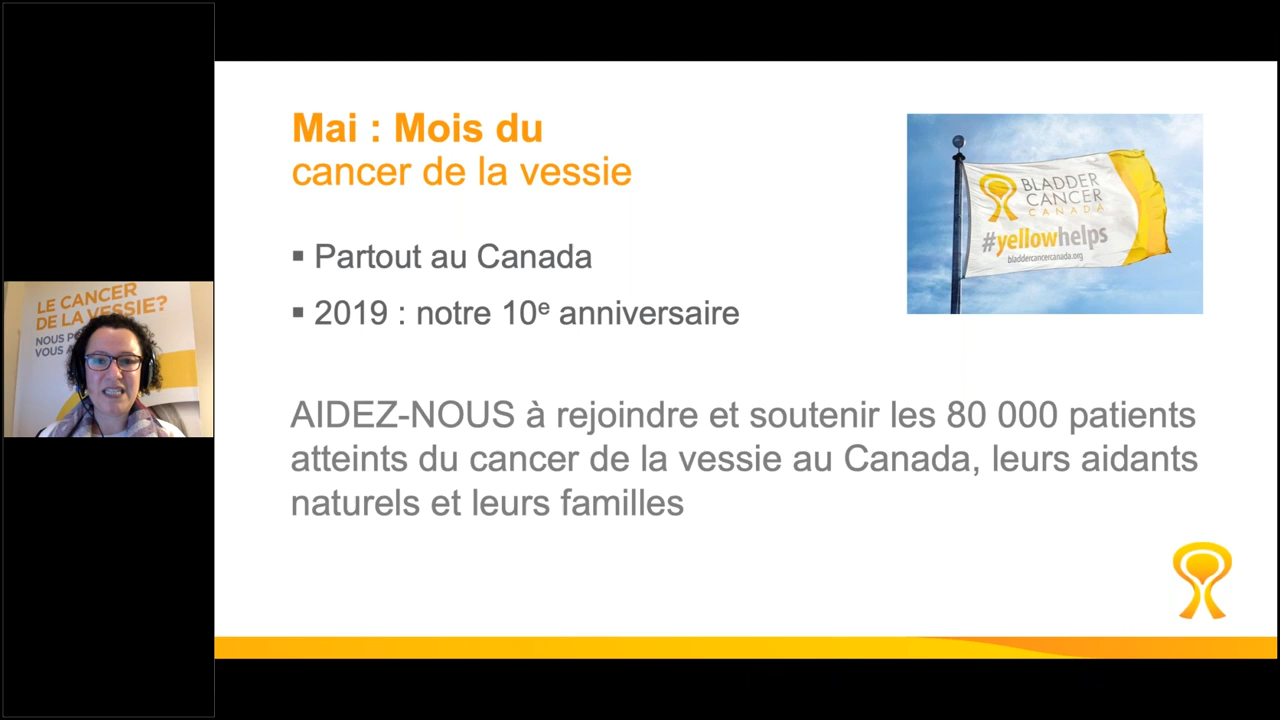 Mai : Mois du
cancer de la vessie
▪ Partout au Canada
▪ 2019 : notre 10e anniversaire
AIDEZ-NOUS à rejoindre et soutenir les 80 000 patients
atteints du cancer de la vessie au Canada, leurs aidants
naturels et leurs familles
BLADDER
CANCER
CANADA
#yellowhelps
bladdercancercanada.org
LE CANCER
DE LA VESSIE?
NOUS
VOUS